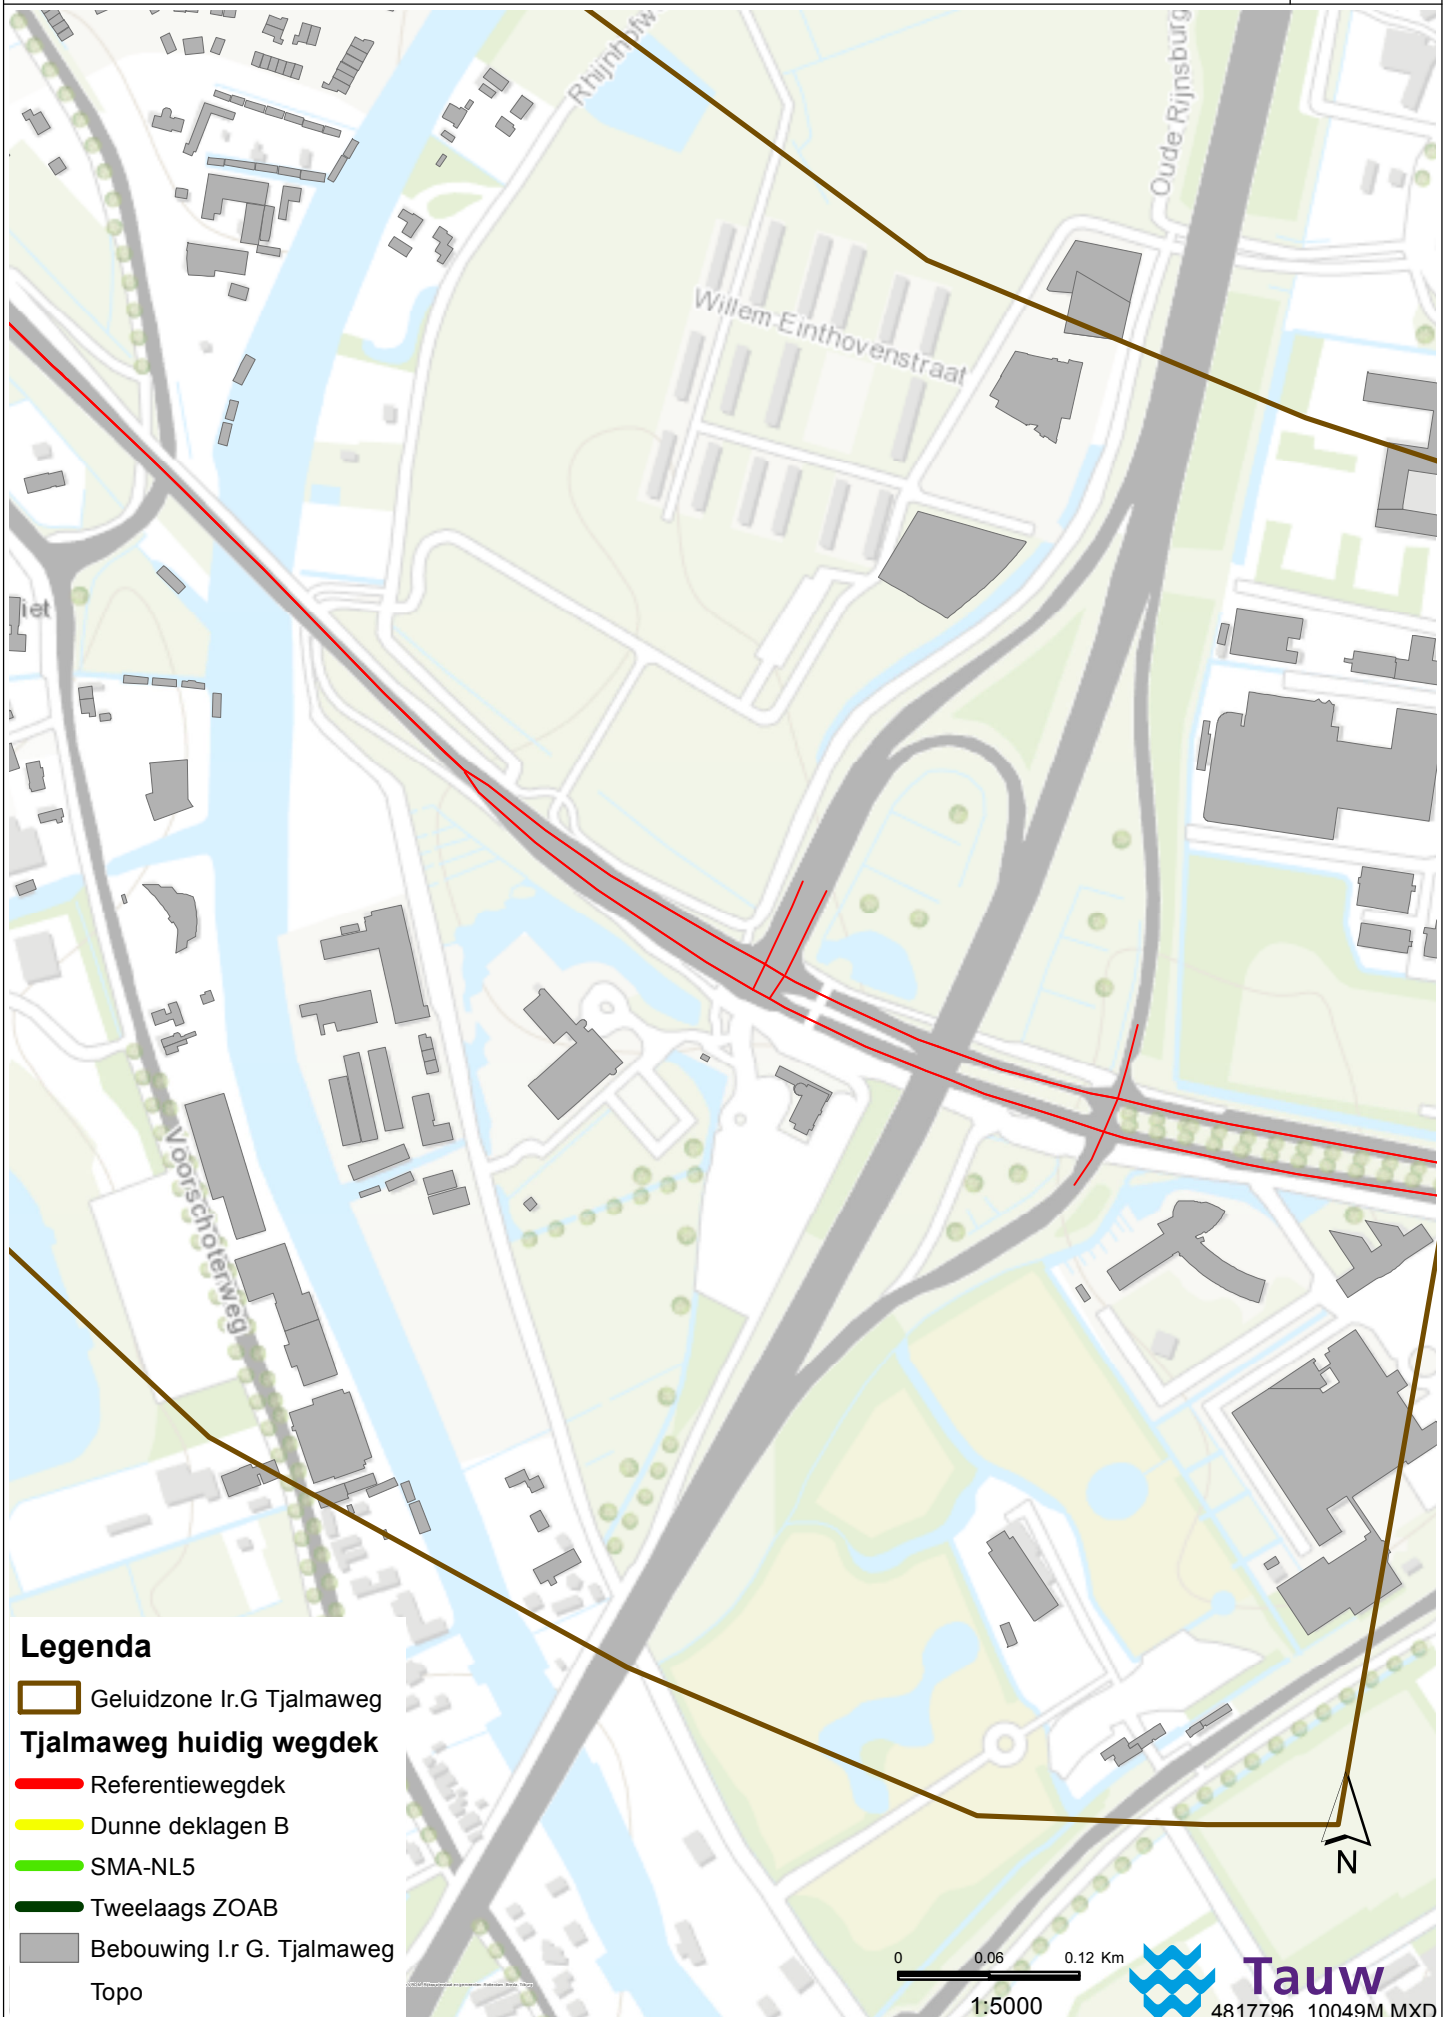 Rhijnhofw
Oude Rijnsburg
Willem Einthovenstraat
iet
Voorschoterweg
Legenda
Geluidzone Ir.G Tjalmaweg
Tjalmaweg huidig wegdek
Referentiewegdek
Dunne deklagen B
SMA-NL5
Tweelaags ZOAB
Bebouwing I.r G. Tjalmaweg
Topo
N
0 0.06 0.12 Km
1:5000
Tauw
4817796_10049M.MXD